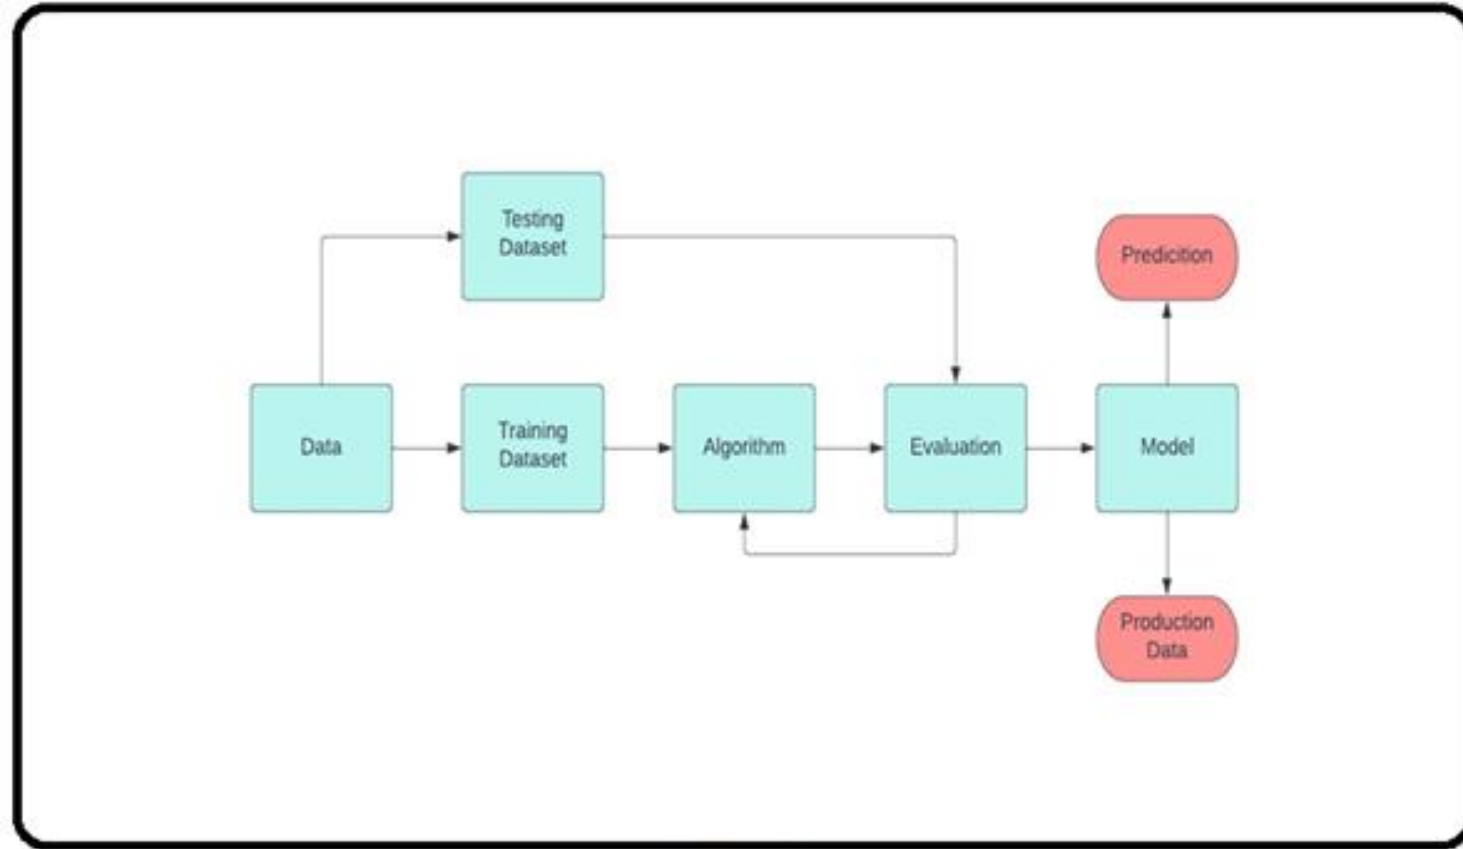 Testing
Dataset
Predicition
Data
Training
Dataset
Algorithm
Evaluation
Model
Production
Data